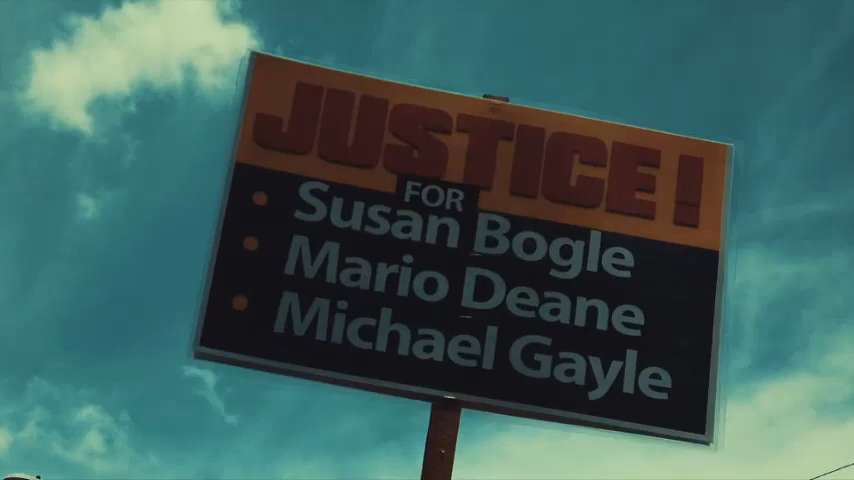 JUSTICE!
FOR
• Susan Bogle
• Mario Deane
• Michael Gayle